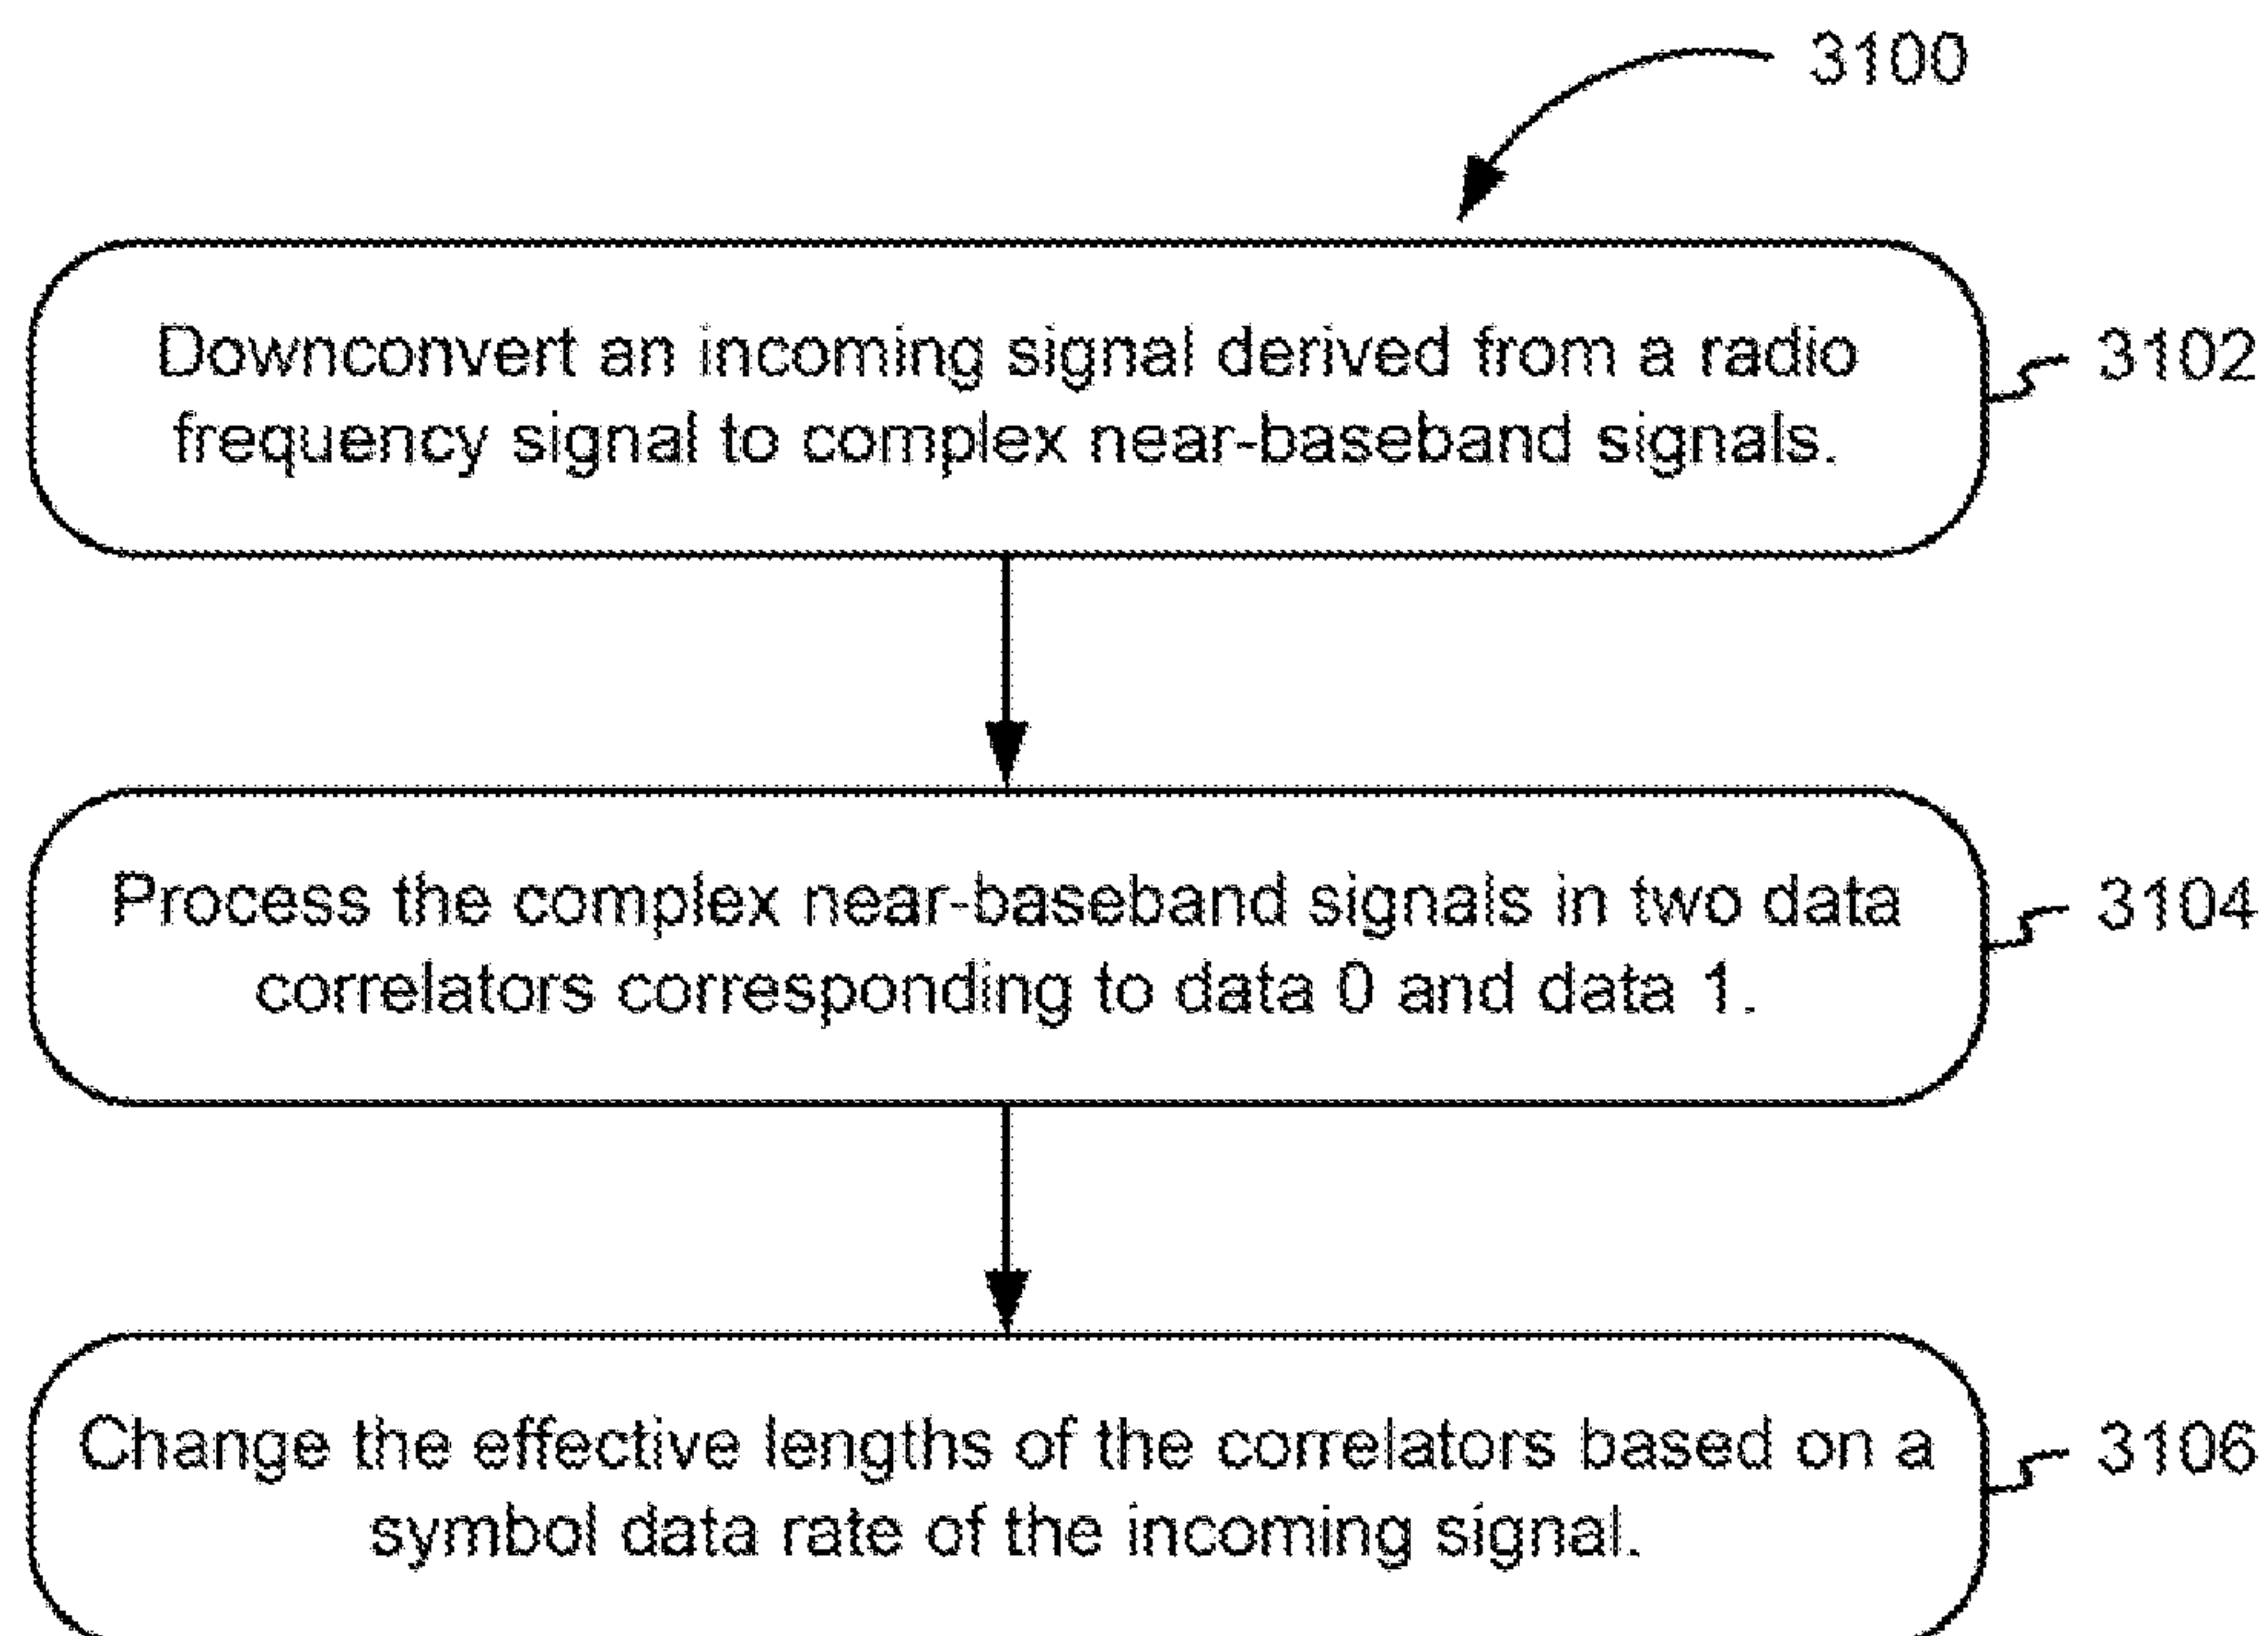 3100
Downconvert an incoming signal derived from a radio
frequency signal to complex near-baseband signals.
3102
Process the complex near-baseband signals in two data
correlators corresponding to data 0 and data 1.
3104
Change the effective lengths of the correlators based on a
symbol data rate of the incoming signal.
3106